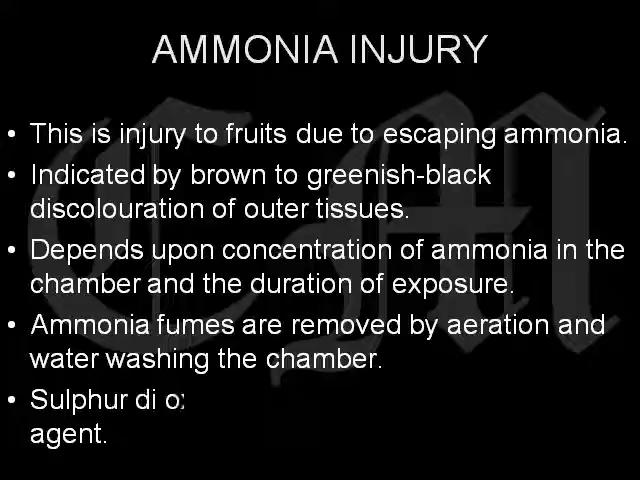 AMMONIA INJURY
• This is injury to fruits due to escaping ammonia.
• Indicated by brown to greenish-black
discolouration of outer tissues.
• Depends upon concentration of ammonia in the
chamber and the duration of exposure.
• Ammonia fumes are removed by aeration and
water washing the chamber.
• Sulphur di
agent.